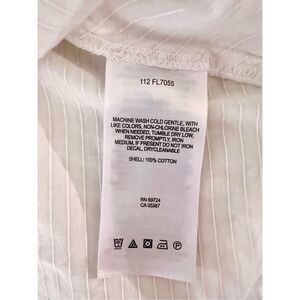 112 FL7055
MACHINE WASH COLD GENTLE, WITH
LIKE COLORS, NON-CHLORINE BLEACH
WHEN NEEDED, TUMBLE DRY LOW,
REMOVE PROMPTLY, IRON
MEDIUM, IF PRESENT DO NOT IRON
DECAL, DRYCLEANABLE
SHELL: 100% COTTON
RN 69724
CA 05367